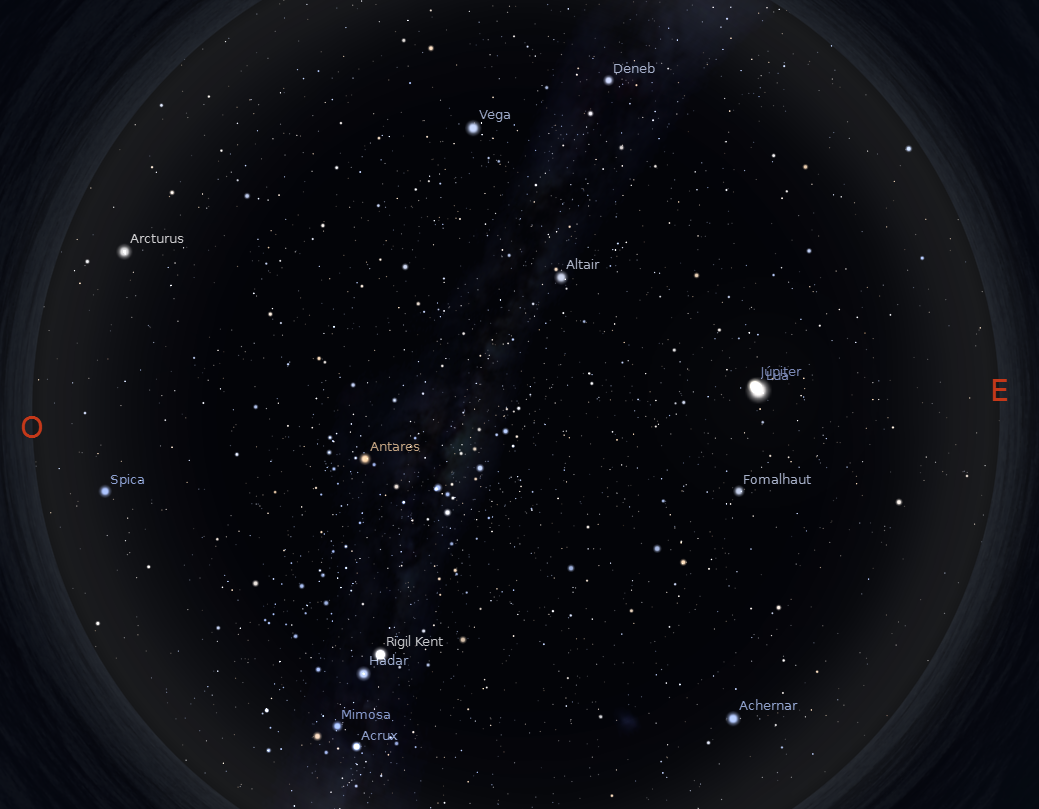 Deneb
Vega
Arcturus
Altair
Júpiter
Lua
E
O
Antares
Spica
Fomalhaut
Rigil Kent
Hadar
Achernar
Mimosa
Acrux